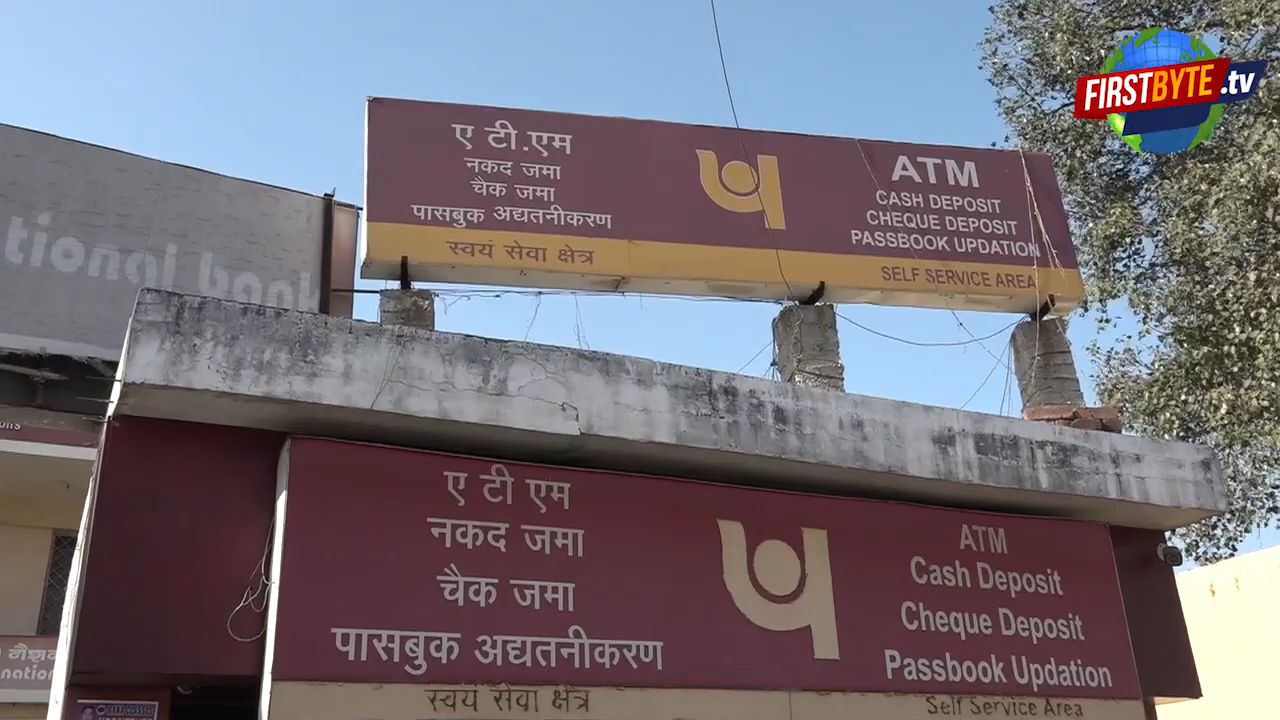 FIRSTBYTE.tv
ए टी.एम
नकद जमा
चैक जमा
पासबुक अद्यतनीकरण
स्वयं सेवा क्षेत्र
ATM
CASH DEPOSIT
CHEQUE DEPOSIT
PASSBOOK UPDATION
SELF SERVICE AREA
tional bank
ए टी एम
नकद जमा
चैक जमा
पासबुक अद्यतनीकरण
स्वयं सेवा क्षेत्र
ATM
Cash Deposit
Cheque Deposit
Passbook Updation
Self Service Area
नैशन
nation